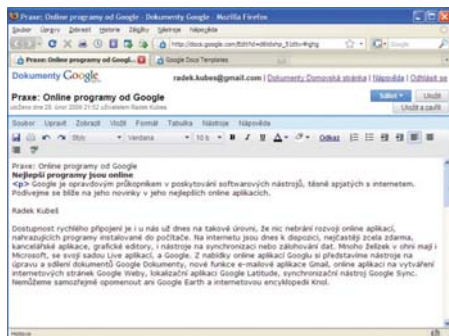 Praxe: Online programy od Google - Dokumenty Google - Mozilla Firefox
Soubor Úpravy Zobrazit Historie Záložky Nástroje Nápověda
Google
Praxe: Online programy od Googl...
Google Docs Templates
Dokumenty Google
radek.kubes@gmail.com | Dokumenty Domovská stránka | Nápověda | Odhlásit se
Praxe: Online programy od Google
Sdílet
Uložit
uživatelem Radek Kubeš
Uložit a zavřít
Soubor Upravit Zobrazit Vložit Formát Tabulka Nástroje Nápověda
Styly Verdana 10 b B I U A Odkaz
Praxe: Online programy od Google
Nejlepší programy jsou online
<p> Google je opravdovým průkopníkem v poskytování softwarových nástrojů, těsně spjatých s internetem.
Podívejme se blíže na jeho novinky v jeho nejlepších online aplikacích.
Radek Kubeš
Dostupnost rychlého připojení je i u nás už dnes na takové úrovni, že nic nebrání rozvoji online aplikací,
nahrazujících programy instalované do počítače. Na internetu jsou dnes k dispozici, nejčastěji zcela zdarma,
kancelářské aplikace, grafické editory, i nástroje na synchronizaci nebo zálohování dat. Mnoho želízek v ohni mají i
Microsoft, se svojí sadou Live aplikací, a Google. Z nabídky online aplikací Googlu si představíme nástroje na
úpravu a sdílení dokumentů Google Dokumenty, nové funkce e-mailové aplikace Gmail, online aplikaci na vytváření
internetových stránek Google Weby, lokalizační aplikaci Google Latitude, synchronizační nástroj Google Sync.
Nemůžeme samozřejmě opomenout ani Google Earth a internetovou encyklopedii Knol.
Hotovo